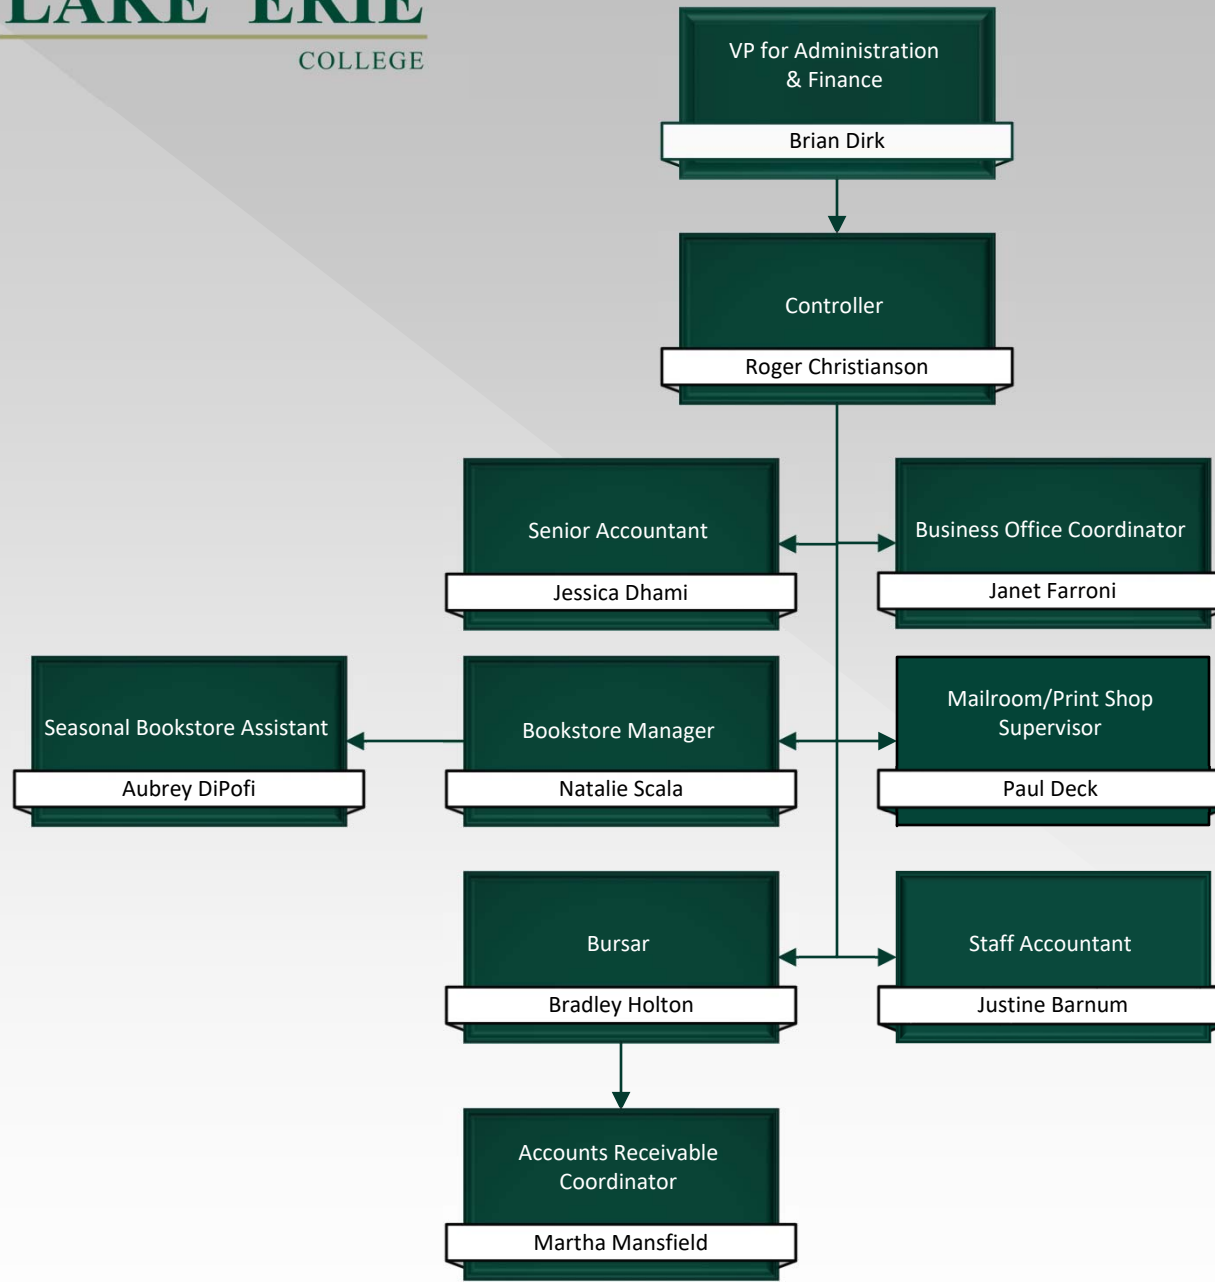 LAKE ERIE
COLLEGE
VP for Administration
& Finance
Brian Dirk
Controller
Roger Christianson
Senior Accountant
Jessica Dhami
Business Office Coordinator
Janet Farroni
Seasonal Bookstore Assistant
Aubrey DiPofi
Bookstore Manager
Natalie Scala
Mailroom/Print Shop
Supervisor
Paul Deck
Bursar
Bradley Holton
Staff Accountant
Justine Barnum
Accounts Receivable
Coordinator
Martha Mansfield